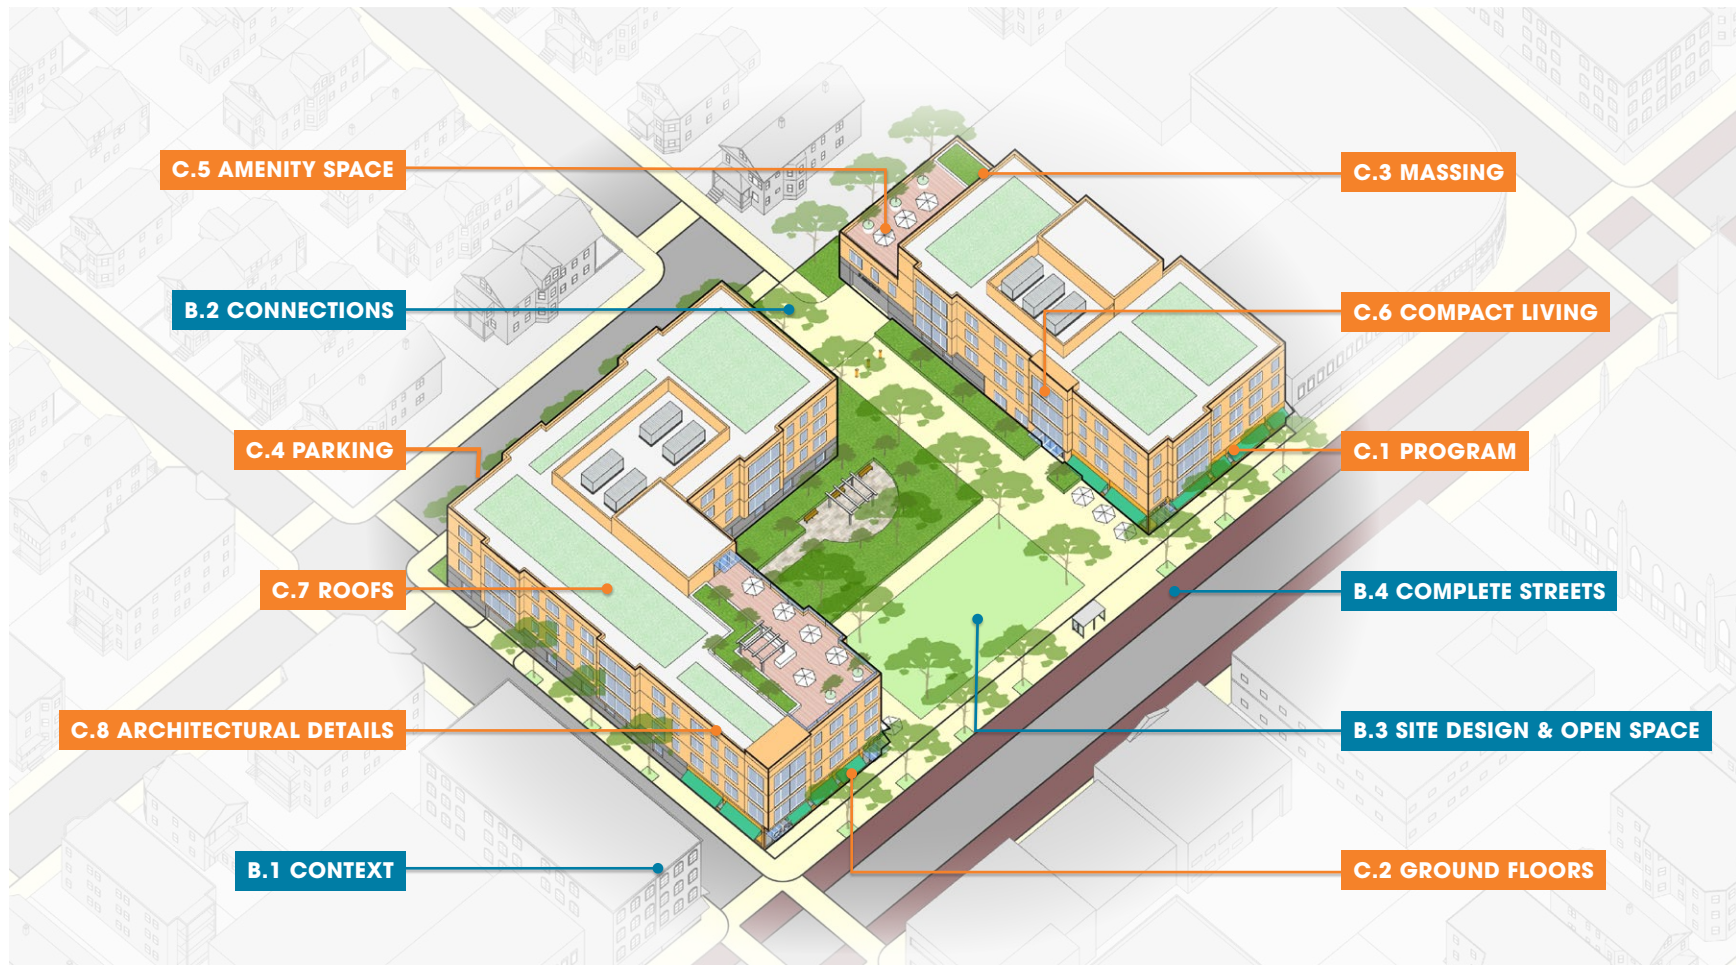 C.5 AMENITY SPACE
C.3 MASSING
B.2 CONNECTIONS
C.6 COMPACT LIVING
C.4 PARKING
C.1 PROGRAM
C.7 ROOFS
B.4 COMPLETE STREETS
C.8 ARCHITECTURAL DETAILS
B.3 SITE DESIGN & OPEN SPACE
B.1 CONTEXT
C.2 GROUND FLOORS